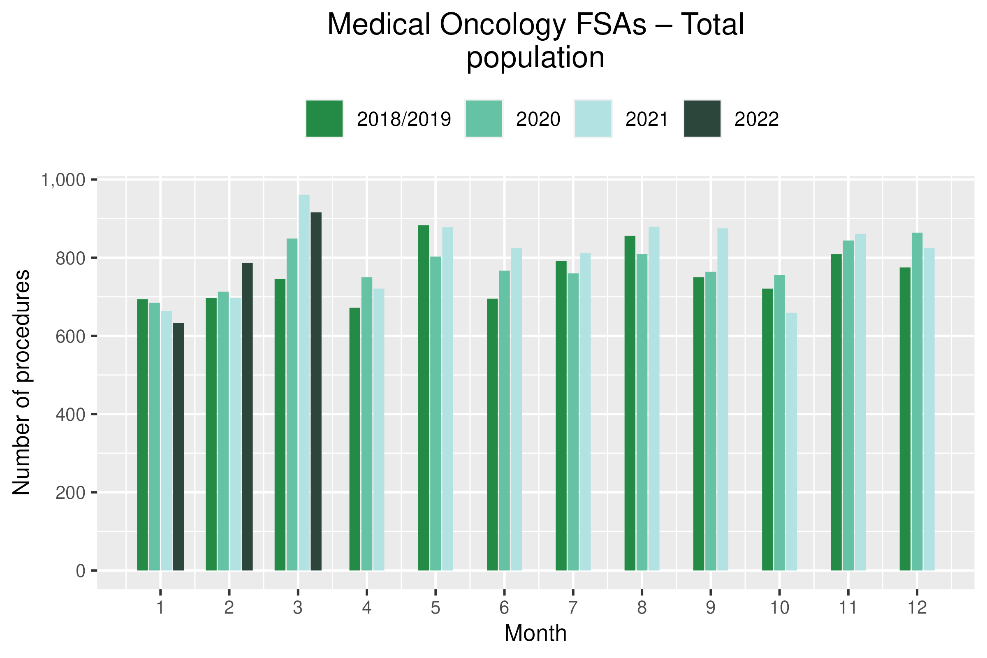 Medical Oncology FSAs – Total
population
2018/2019 2020 2021 2022
1,000
800
600
400
200
0
Number of procedures
1 2 3 4 5 6 7 8 9 10 11 12
Month